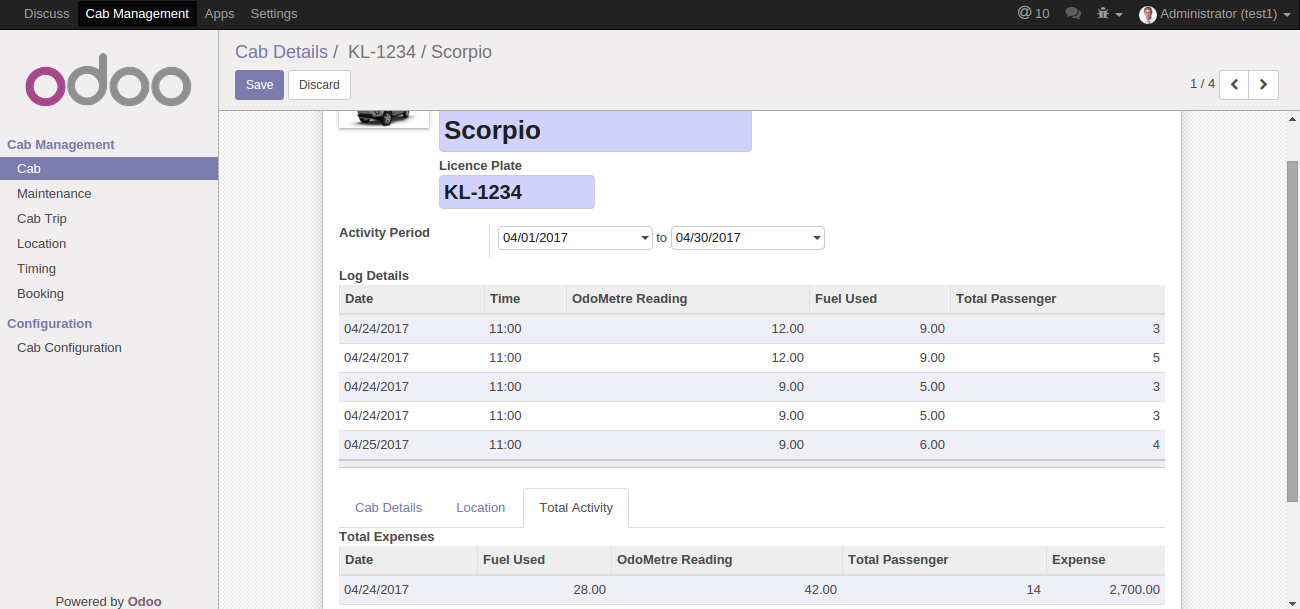 Discuss Cab Management Apps Settings @ 10 Administrator (test1)
odoo
Cab Details / KL-1234 / Scorpio
Save Discard 1 / 4
Cab Management
Cab
Maintenance
Cab Trip
Location
Timing
Booking
Configuration
Cab Configuration
Powered by Odoo
Scorpio
Licence Plate
KL-1234
Activity Period 04/01/2017 to 04/30/2017
Log Details
Date Time OdoMetre Reading Fuel Used Total Passenger
04/24/2017 11:00 12.00 9.00 3
04/24/2017 11:00 12.00 9.00 5
04/24/2017 11:00 9.00 5.00 3
04/24/2017 11:00 9.00 5.00 3
04/25/2017 11:00 9.00 6.00 4
Cab Details Location Total Activity
Total Expenses
Date Fuel Used OdoMetre Reading Total Passenger Expense
04/24/2017 28.00 42.00 14 2,700.00